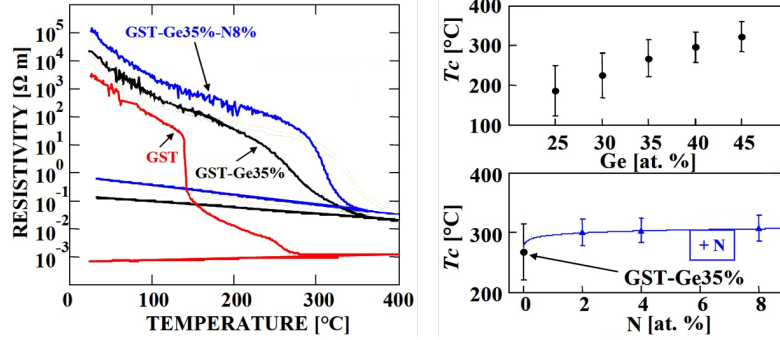 GST-Ge35%-N8%
GST
GST-Ge35%
RESISTIVITY [Ω m]
10⁵
10⁴
10³
10²
10¹
10⁰
10⁻¹
10⁻²
10⁻³
0 100 200 300 400
TEMPERATURE [°C]
Tc [°C]
400
300
200
100
25 30 35 40 45
Ge [at. %]
Tc [°C]
400
300
200
+ N
GST-Ge35%
0 2 4 6 8
N [at. %]